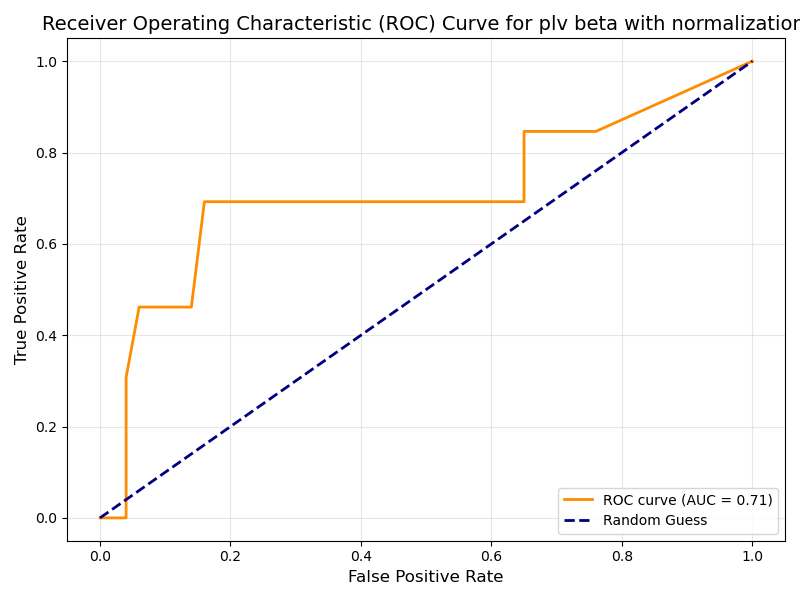 Receiver Operating Characteristic (ROC) Curve for plv beta with normalization
1.0
0.8
0.6
0.4
0.2
0.0
True Positive Rate
0.0 0.2 0.4 0.6 0.8 1.0
False Positive Rate
ROC curve (AUC = 0.71)
Random Guess